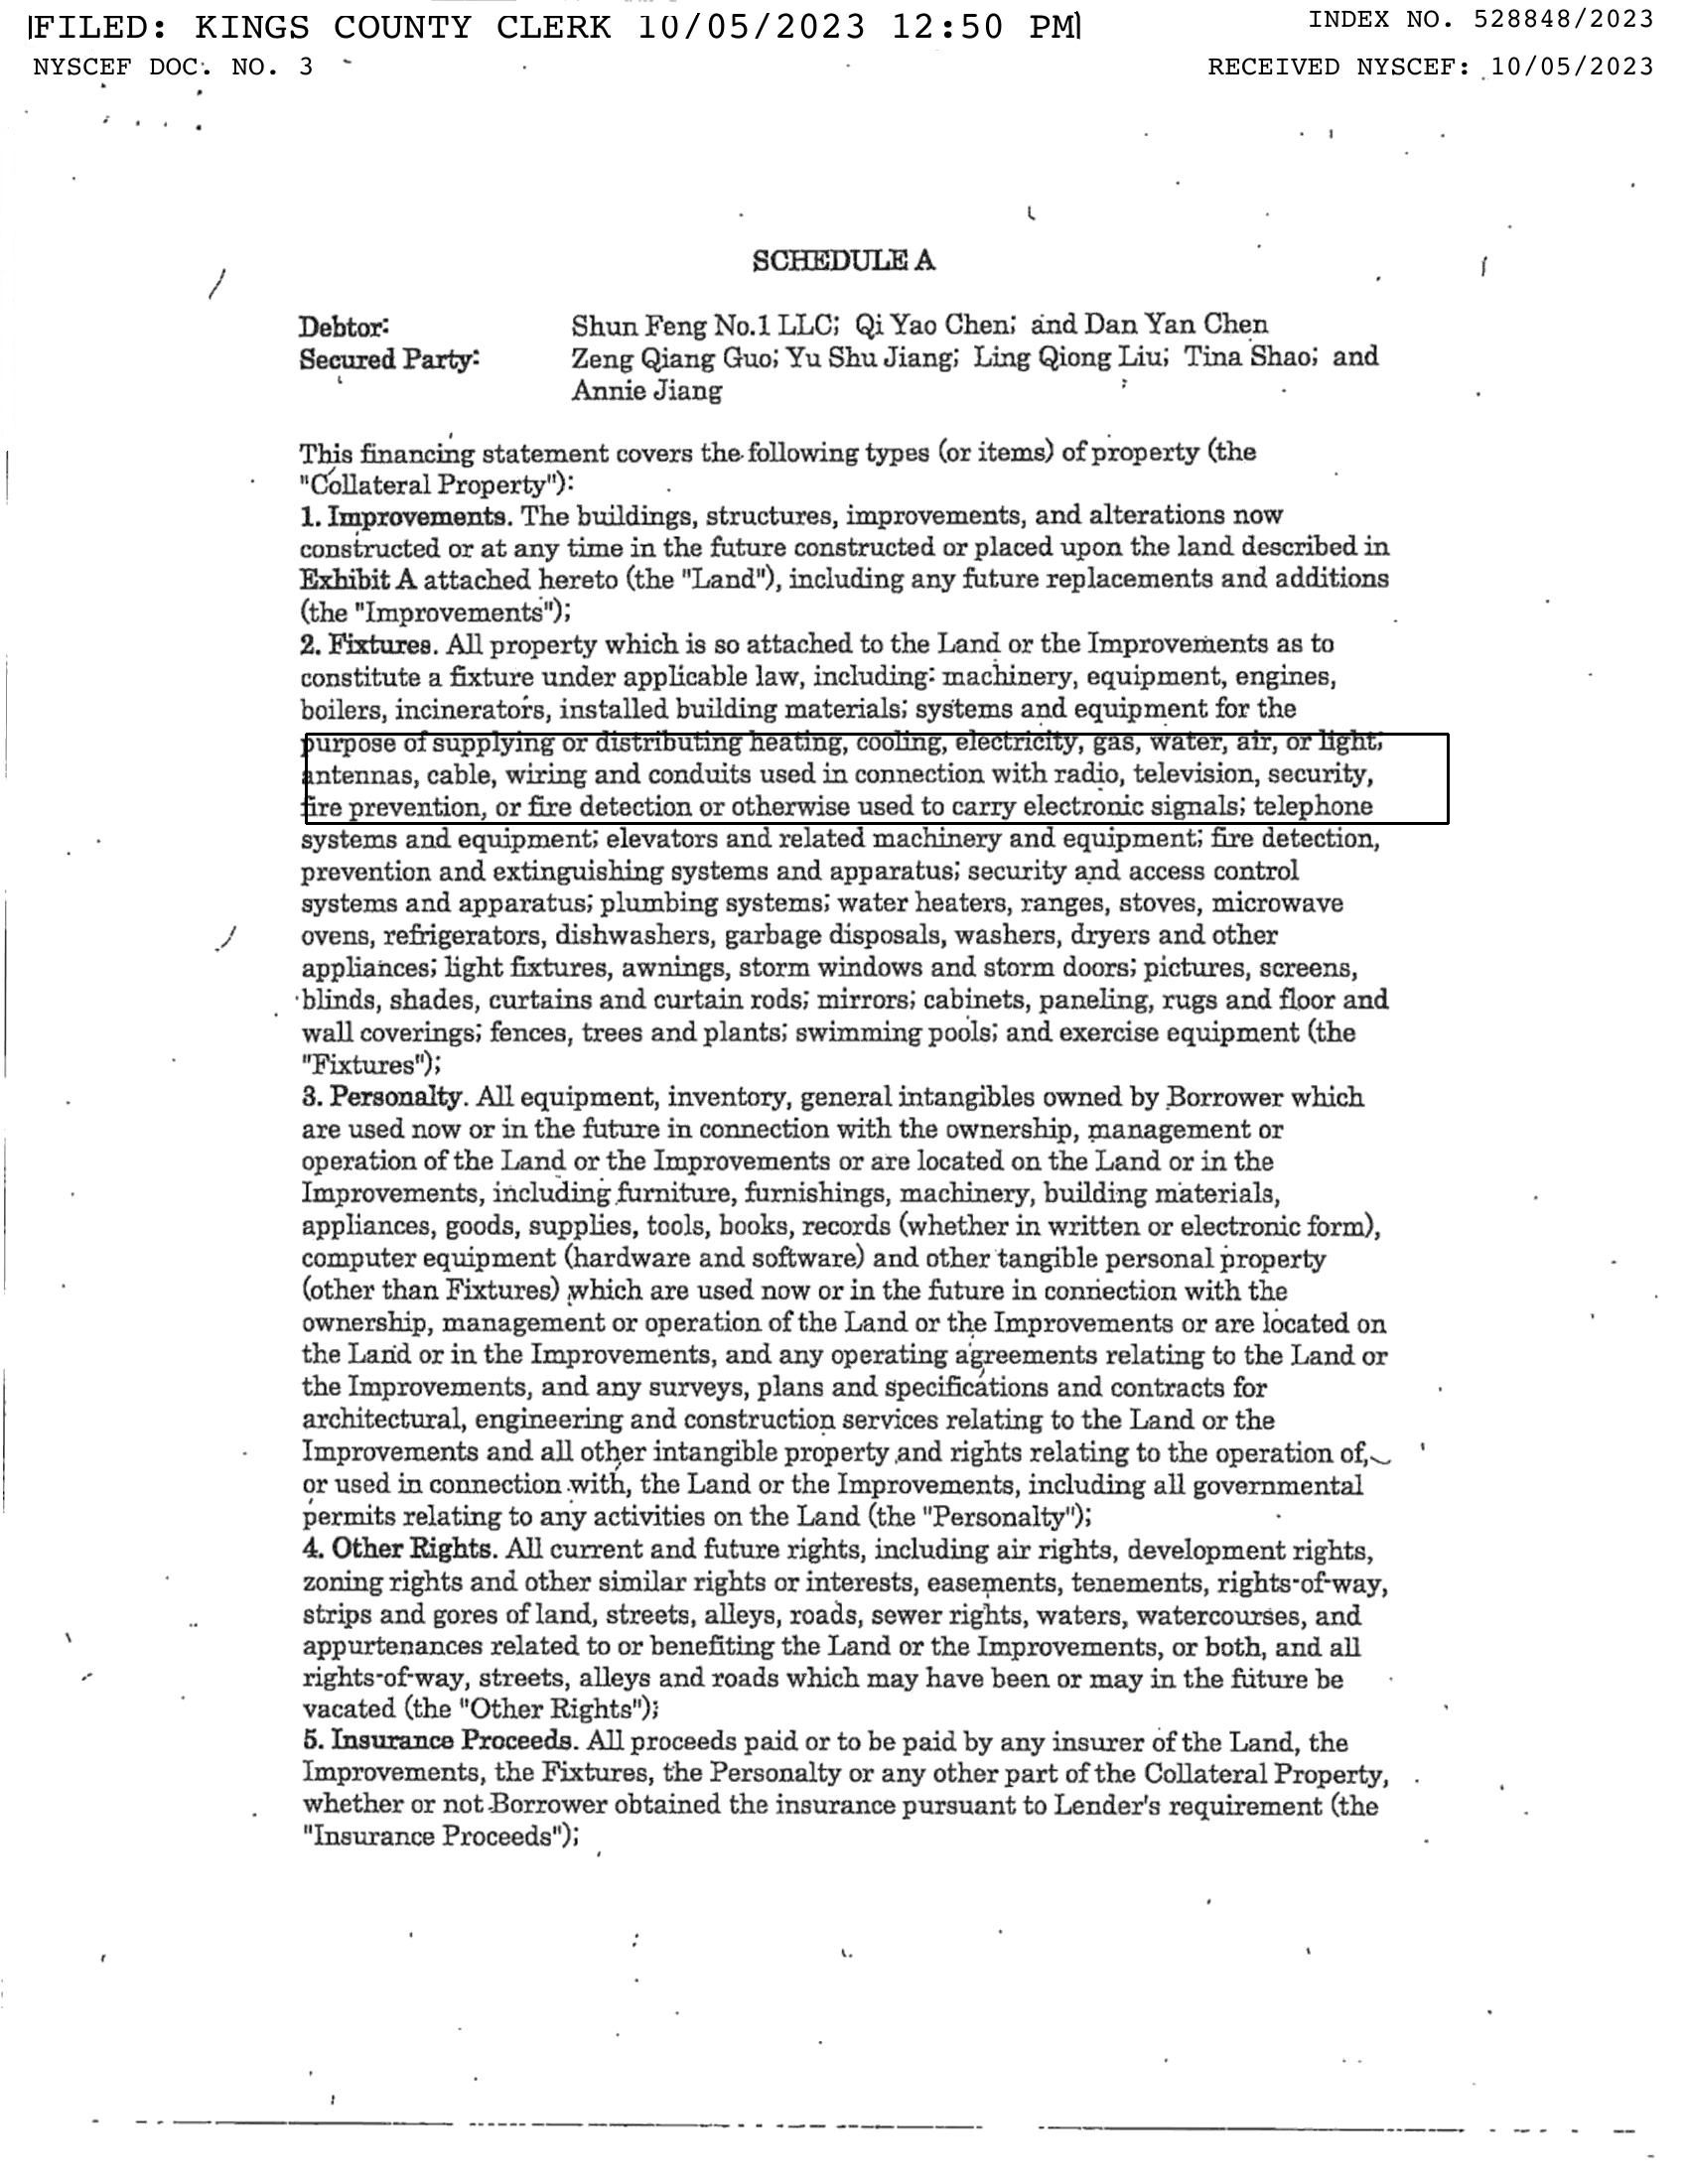 FILED: KINGS COUNTY CLERK 10/05/2023 12:50 PM
INDEX NO. 528848/2023
NYSCEF DOC. NO. 3
RECEIVED NYSCEF: 10/05/2023
SCHEDULE A
Debtor: Shun Feng No.1 LLC; Qi Yao Chen; and Dan Yan Chen
Secured Party: Zeng Qiang Guo; Yu Shu Jiang; Ling Qiong Liu; Tina Shao; and
Annie Jiang
This financing statement covers the following types (or items) of property (the
"Collateral Property"):
1. Improvements. The buildings, structures, improvements, and alterations now
constructed or at any time in the future constructed or placed upon the land described in
Exhibit A attached hereto (the "Land"), including any future replacements and additions
(the "Improvements");
2. Fixtures. All property which is so attached to the Land or the Improvements as to
constitute a fixture under applicable law, including: machinery, equipment, engines,
boilers, incinerators, installed building materials; systems and equipment for the
purpose of supplying or distributing heating, cooling, electricity, gas, water, air, or light;
antennas, cable, wiring and conduits used in connection with radio, television, security,
fire prevention, or fire detection or otherwise used to carry electronic signals; telephone
systems and equipment; elevators and related machinery and equipment; fire detection,
prevention and extinguishing systems and apparatus; security and access control
systems and apparatus; plumbing systems; water heaters, ranges, stoves, microwave
ovens, refrigerators, dishwashers, garbage disposals, washers, dryers and other
appliances; light fixtures, awnings, storm windows and storm doors; pictures, screens,
blinds, shades, curtains and curtain rods; mirrors; cabinets, paneling, rugs and floor and
wall coverings; fences, trees and plants; swimming pools; and exercise equipment (the
"Fixtures");
3. Personalty. All equipment, inventory, general intangibles owned by Borrower which
are used now or in the future in connection with the ownership, management or
operation of the Land or the Improvements or are located on the Land or in the
Improvements, including furniture, furnishings, machinery, building materials,
appliances, goods, supplies, tools, books, records (whether in written or electronic form),
computer equipment (hardware and software) and other tangible personal property
(other than Fixtures) which are used now or in the future in connection with the
ownership, management or operation of the Land or the Improvements or are located on
the Land or in the Improvements, and any operating agreements relating to the Land or
the Improvements, and any surveys, plans and specifications and contracts for
architectural, engineering and construction services relating to the Land or the
Improvements and all other intangible property and rights relating to the operation of,
or used in connection with, the Land or the Improvements, including all governmental
permits relating to any activities on the Land (the "Personalty");
4. Other Rights. All current and future rights, including air rights, development rights,
zoning rights and other similar rights or interests, easements, tenements, rights-of-way,
strips and gores of land, streets, alleys, roads, sewer rights, waters, watercourses, and
appurtenances related to or benefiting the Land or the Improvements, or both, and all
rights-of-way, streets, alleys and roads which may have been or may in the future be
vacated (the "Other Rights");
5. Insurance Proceeds. All proceeds paid or to be paid by any insurer of the Land, the
Improvements, the Fixtures, the Personalty or any other part of the Collateral Property,
whether or not Borrower obtained the insurance pursuant to Lender's requirement (the
"Insurance Proceeds");